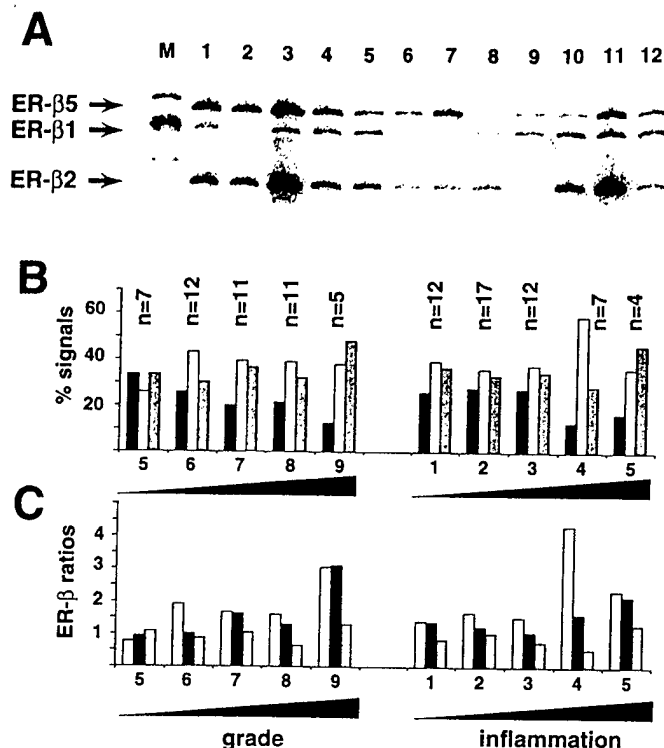 A
M 1 2 3 4 5 6 7 8 9 10 11 12
ER-β5
ER-β1
ER-β2
B
% signals
60
40
20
n=7 n=12 n=11 n=11 n=5 n=12 n=17 n=12 n=7 n=4
5 6 7 8 9 1 2 3 4 5
C
ER-β ratios
4
3
2
1
5 6 7 8 9 1 2 3 4 5
grade inflammation